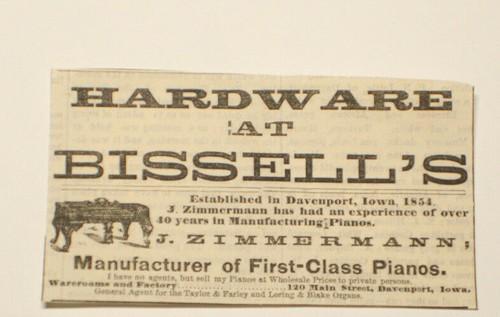 HARDWARE
AT
BISSELL'S
Established in Davenport, Iowa, 1854.
J. Zimmermann has had an experience of over
40 years in Manufacturing Pianos.
J. ZIMMERMANN,
Manufacturer of First-Class Pianos.
I have no agents, but sell my Pianos at Wholesale Prices to private persons.
Warerooms and Factory..................120 Main Street, Davenport, Iowa.
General Agent for the Taylor & Farley and Loring & Blake Organs.